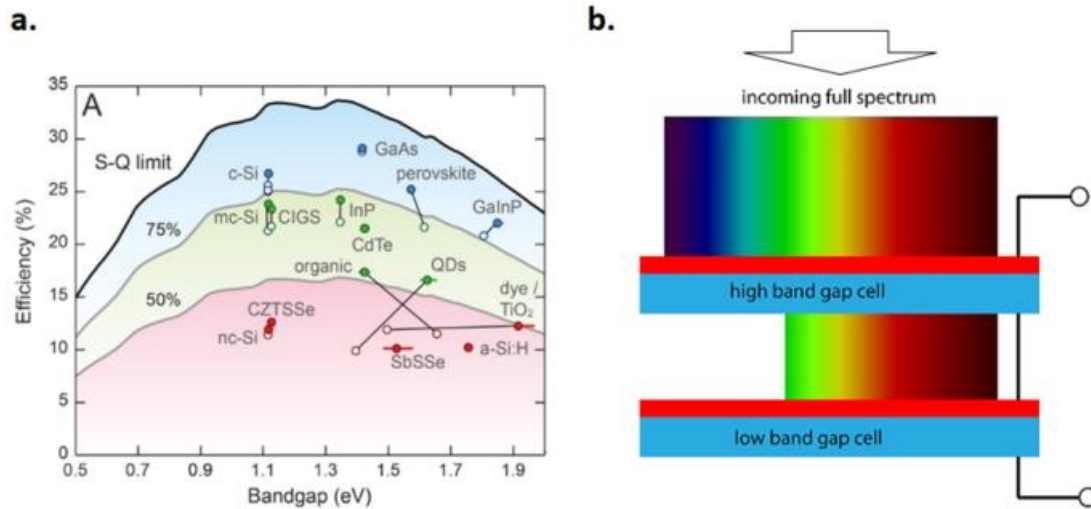 a.
A
35
30
25
20
15
10
5
0
Efficiency (%)
S-Q limit
75%
50%
c-Si
GaAs
perovskite
GaInP
mc-Si
CIGS
InP
CdTe
organic
QDs
dye /
TiO₂
CZTSSe
nc-Si
SbSSe
a-Si:H
0.5 0.7 0.9 1.1 1.3 1.5 1.7 1.9
Bandgap (eV)
b.
incoming full spectrum
high band gap cell
low band gap cell